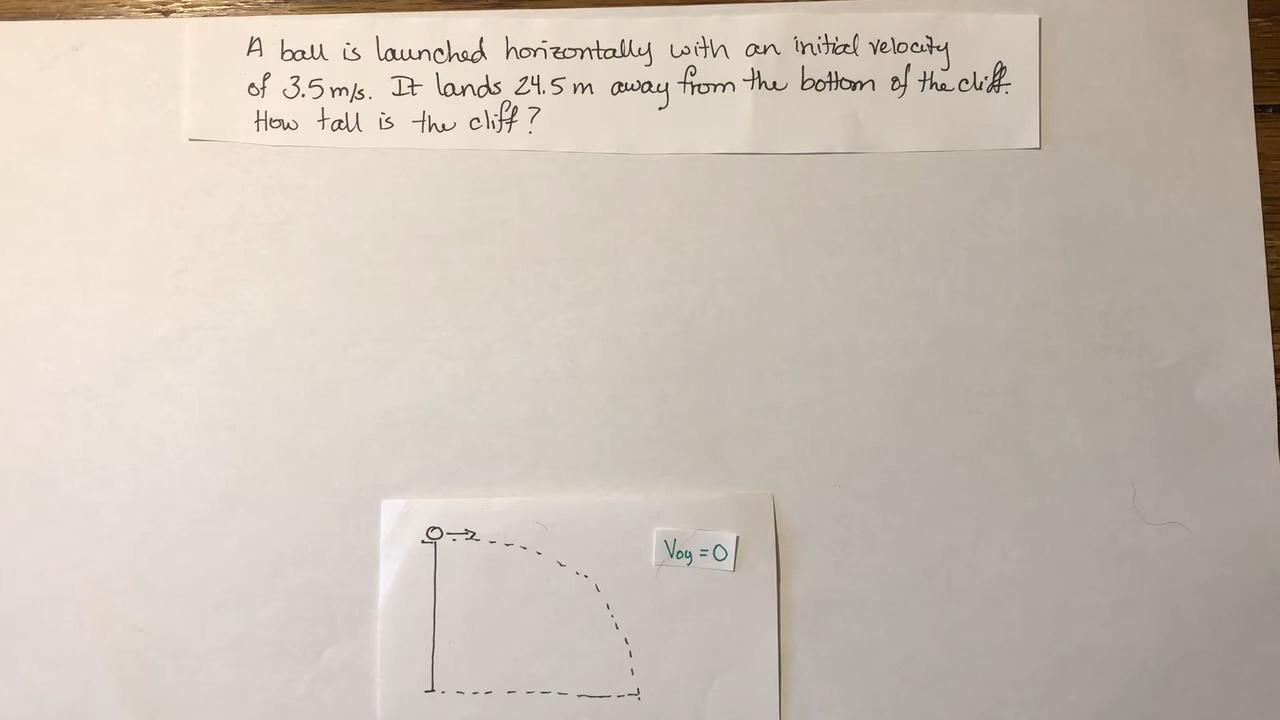 A ball is launched horizontally with an initial velocity
of 3.5 m/s. It lands 24.5 m away from the bottom of the cliff.
How tall is the cliff?
Voy = 0